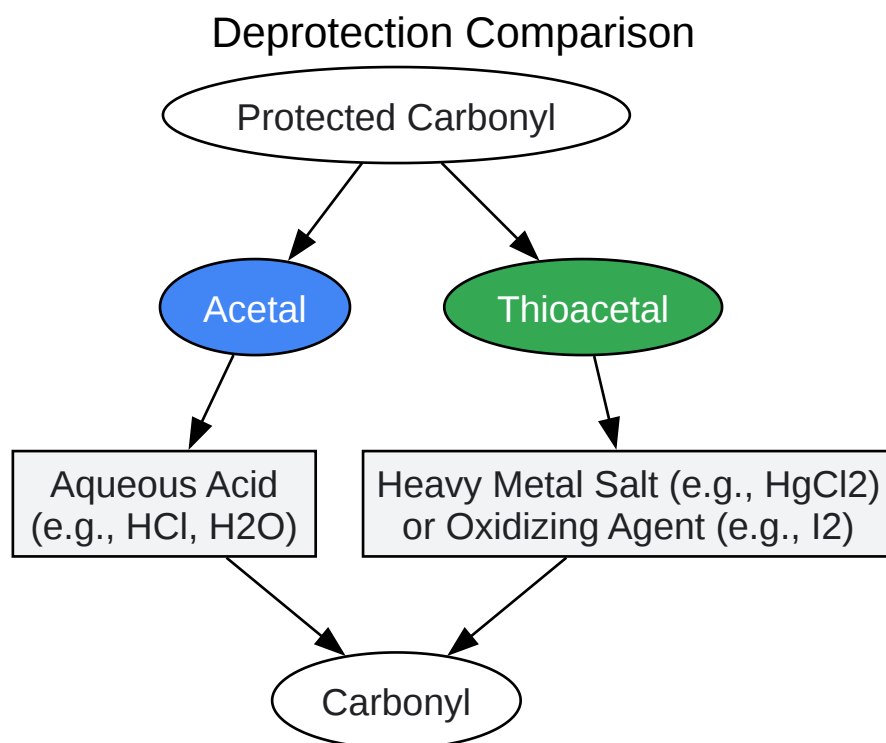 Deprotection Comparison
Protected Carbonyl
Acetal
Thioacetal
Aqueous Acid
(e.g., HCl, H2O)
Heavy Metal Salt (e.g., HgCl2)
or Oxidizing Agent (e.g., I2)
Carbonyl